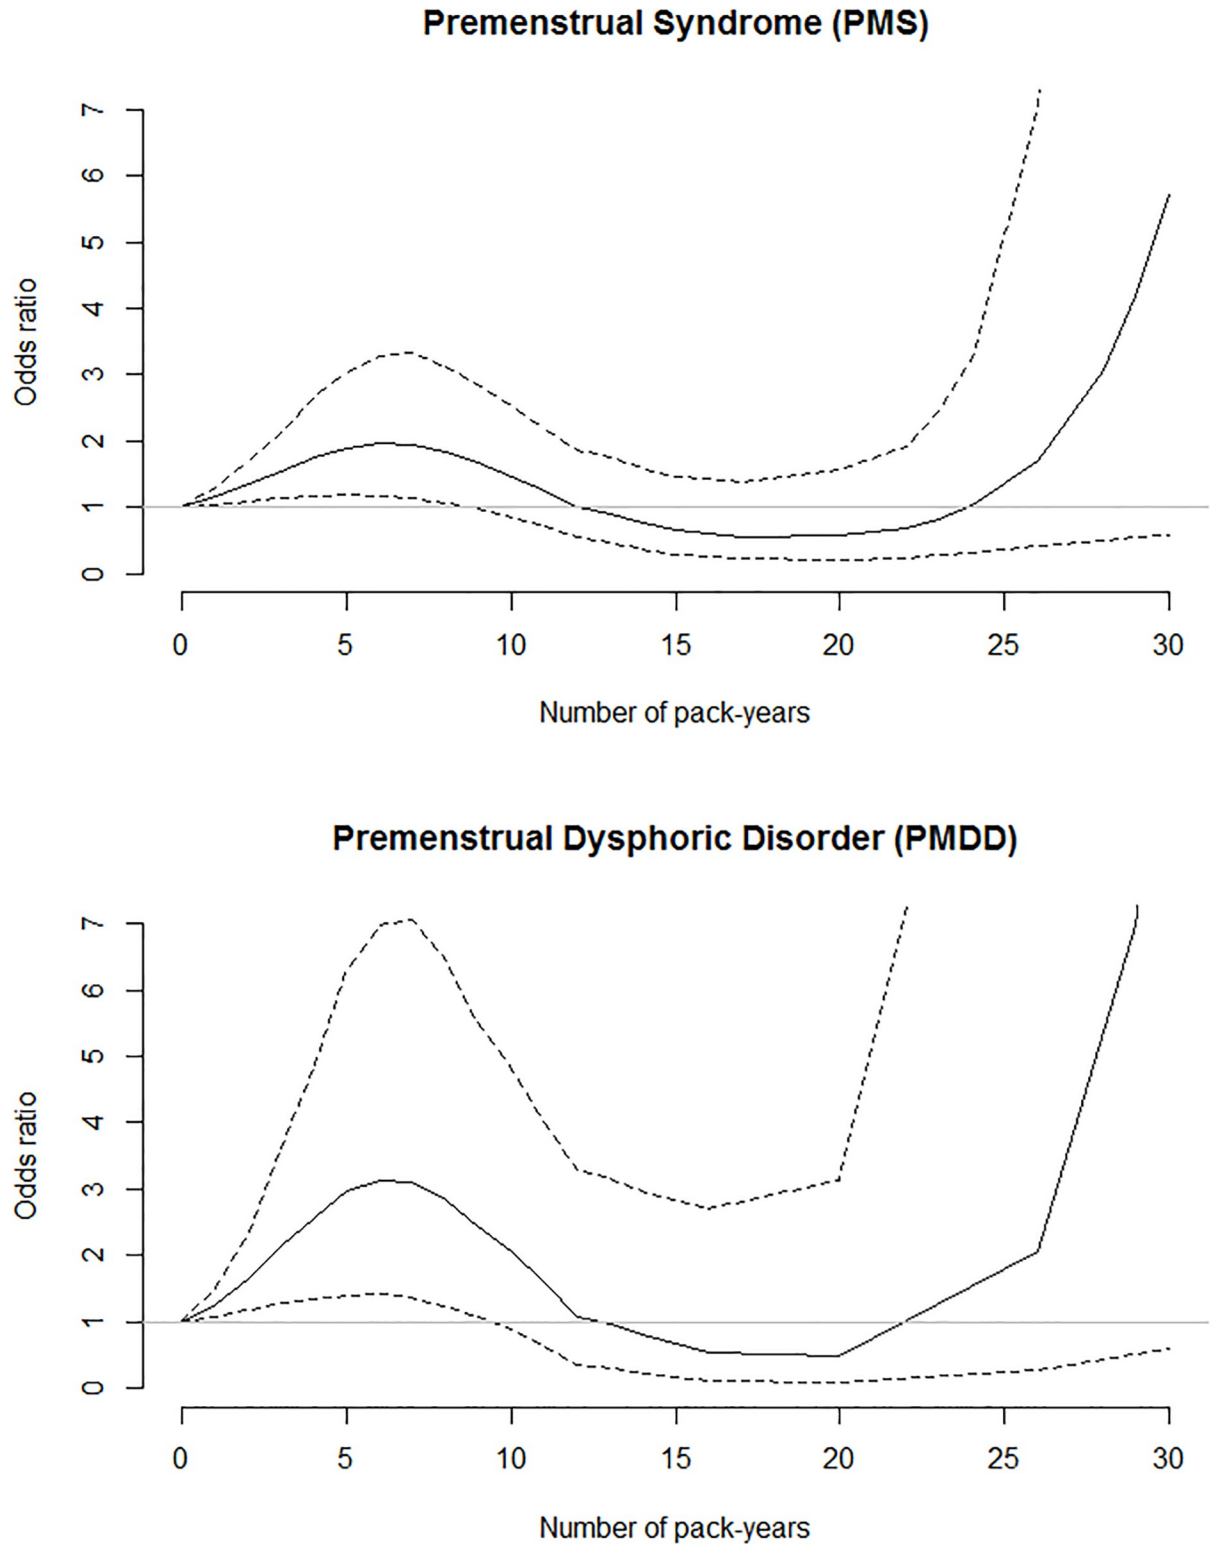 Premenstrual Syndrome (PMS)
7
6
5
4
3
2
1
0
Odds ratio
0 5 10 15 20 25 30
Number of pack-years
Premenstrual Dysphoric Disorder (PMDD)
7
6
5
4
3
2
1
0
Odds ratio
0 5 10 15 20 25 30
Number of pack-years